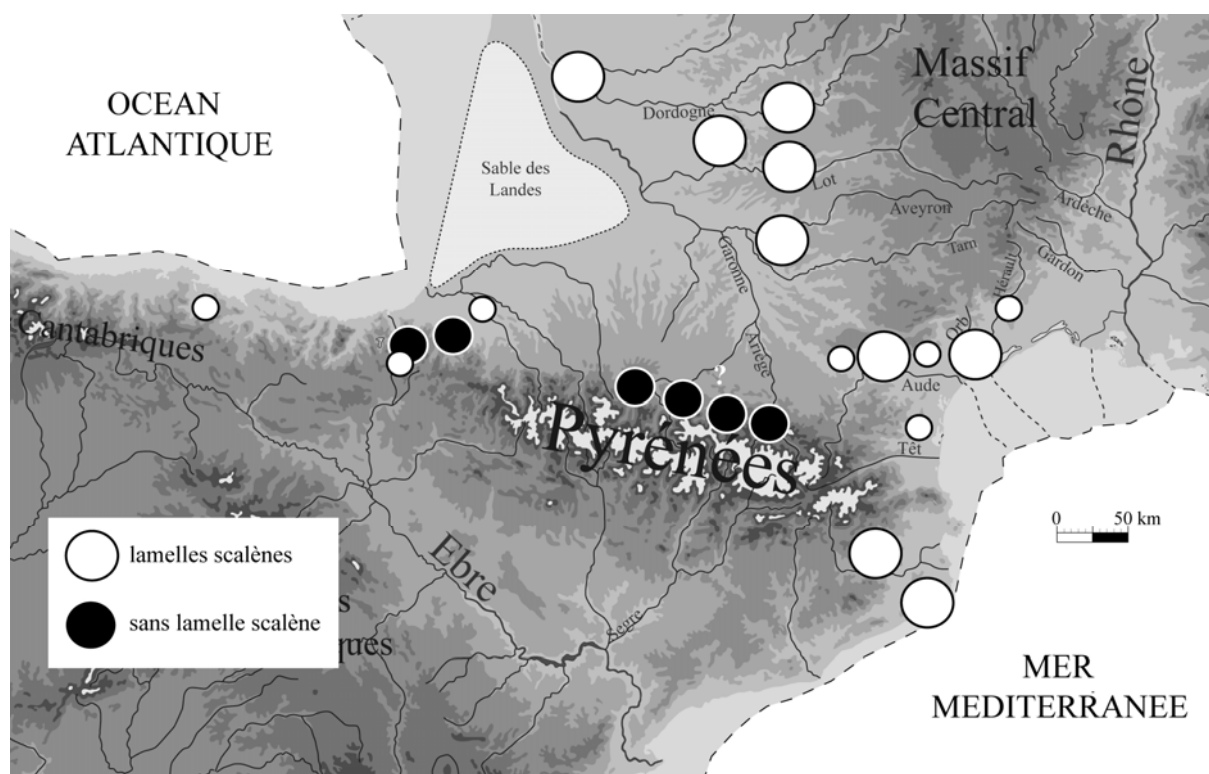 OCEAN
ATLANTIQUE
Massif
Central
Rhône
Dordogne
Sable des
Landes
Lot
Aveyron
Ardèche
Tarn
Gardon
Hérault
Garonne
Cantabriques
Ariège
Orb
?
?
Aude
Pyrénées
Têt
0 50 km
lamelles scalènes
sans lamelle scalène
Ebre
Segre
s
ques
MER
MEDITERRANEE